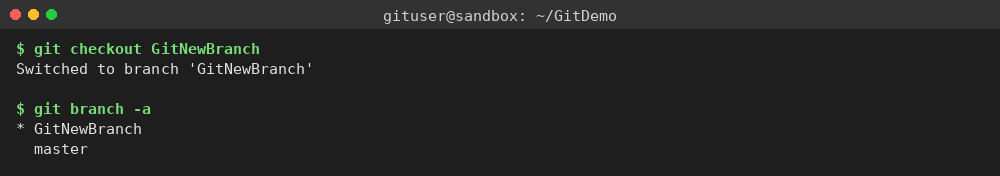 gituser@sandbox: ~/GitDemo
$ git checkout GitNewBranch
Switched to branch 'GitNewBranch'
$ git branch -a
* GitNewBranch
  master